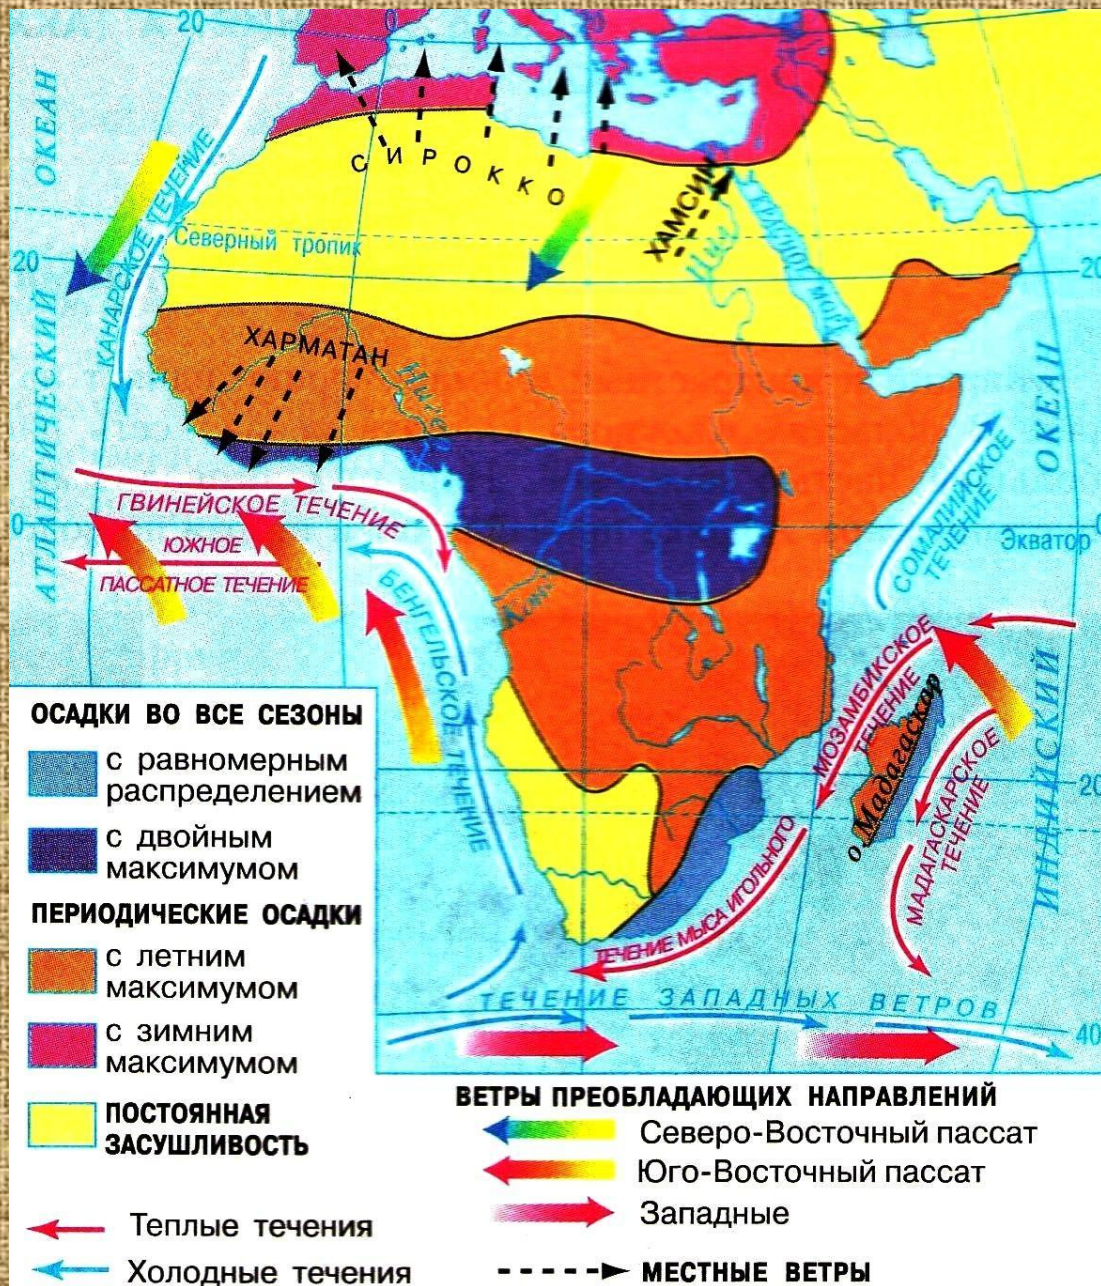 20
0
0
АТЛАНТИЧЕСКИЙ ОКЕАН
КАНАРСКОЕ ТЕЧЕНИЕ
СИРОККО
ХАМСИН
Северный тропик
Нил
Красное море
20
20
ХАРМАТАН
Нигер
ОКЕАН
ГВИНЕЙСКОЕ ТЕЧЕНИЕ
СОМАЛИЙСКОЕ
ТЕЧЕНИЕ
0
Экватор
0
ЮЖНОЕ
ПАССАТНОЕ ТЕЧЕНИЕ
БЕНГЕЛЬСКОЕ ТЕЧЕНИЕ
Конго
МОЗАМБИКСКОЕ
ТЕЧЕНИЕ
ИНДИЙСКИЙ
о Мадагаскар
МАДАГАСКАРСКОЕ
ТЕЧЕНИЕ
20
ТЕЧЕНИЕ МЫСА ИГОЛЬНОГО
ТЕЧЕНИЕ ЗАПАДНЫХ ВЕТРОВ
40
ОСАДКИ ВО ВСЕ СЕЗОНЫ
с равномерным
распределением
с двойным
максимумом
ПЕРИОДИЧЕСКИЕ ОСАДКИ
с летним
максимумом
с зимним
максимумом
ПОСТОЯННАЯ
ЗАСУШЛИВОСТЬ
Теплые течения
Холодные течения
ВЕТРЫ ПРЕОБЛАДАЮЩИХ НАПРАВЛЕНИЙ
Северо-Восточный пассат
Юго-Восточный пассат
Западные
МЕСТНЫЕ ВЕТРЫ